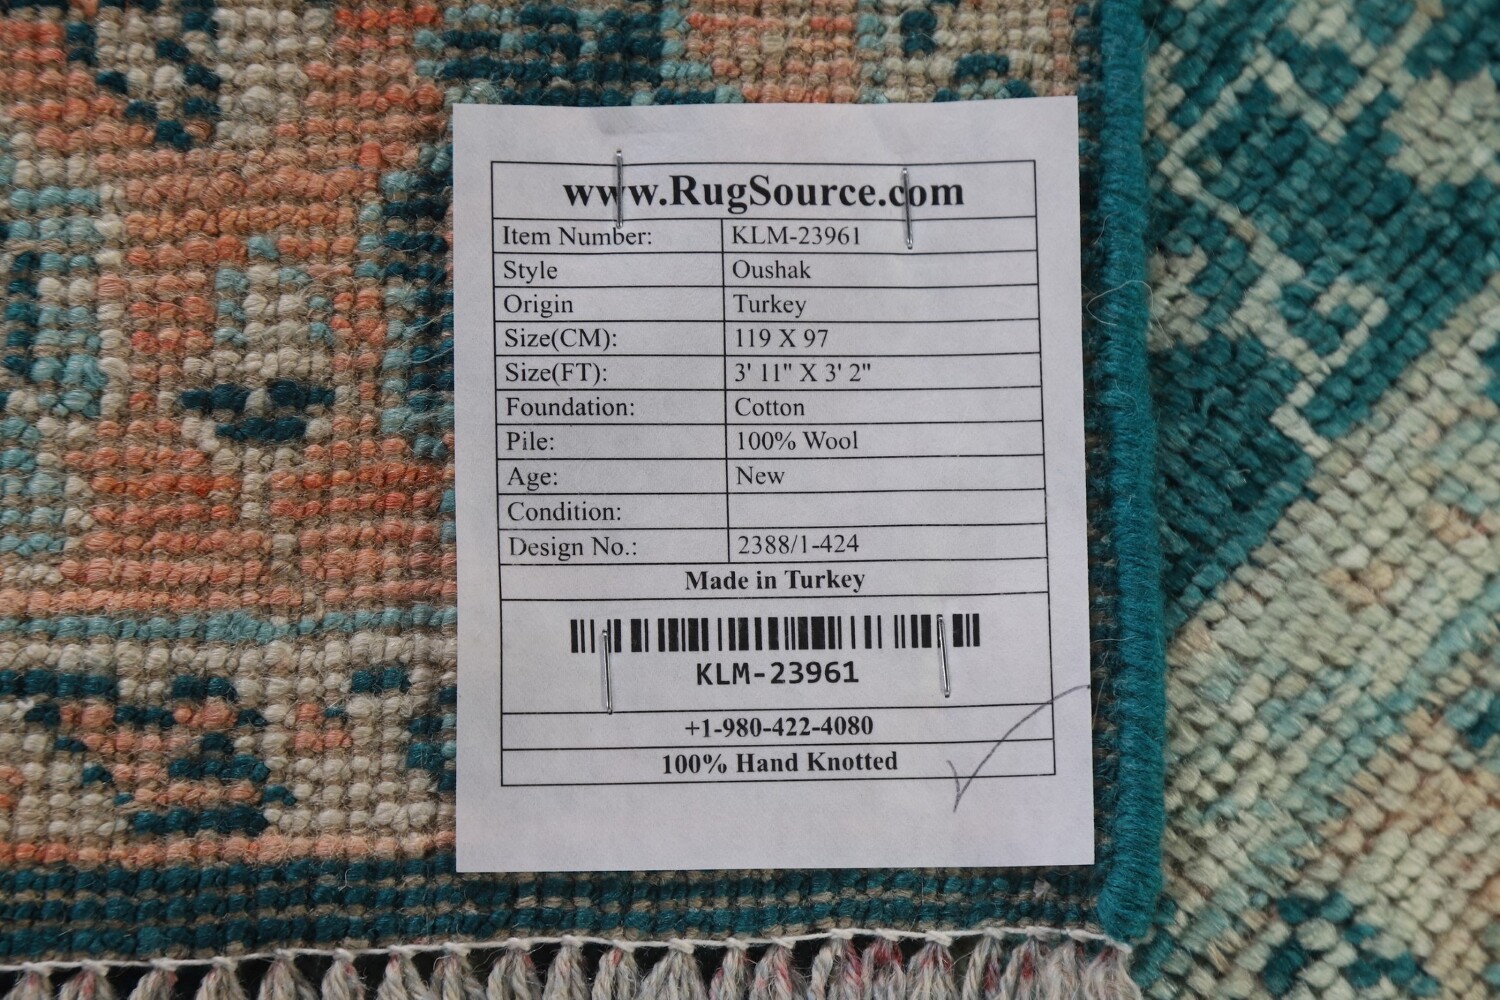 www.RugSource.com
Item Number: KLM-23961
Style Oushak
Origin Turkey
Size(CM): 119 X 97
Size(FT): 3' 11" X 3' 2"
Foundation: Cotton
Pile: 100% Wool
Age: New
Condition:
Design No.: 2388/1-424
Made in Turkey
KLM-23961
+1-980-422-4080
100% Hand Knotted